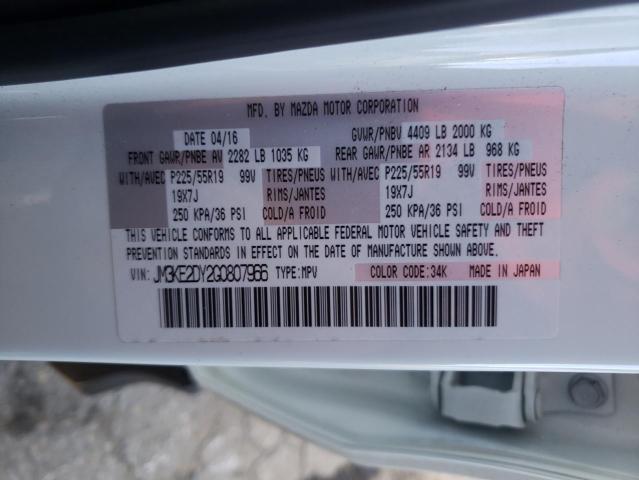 MFD. BY MAZDA MOTOR CORPORATION
DATE 04/16 GVWR/PNBV 4409 LB 2000 KG
FRONT GAWR/PNBE AV 2282 LB 1035 KG REAR GAWR/PNBE AR 2134 LB 968 KG
WITH/AVEC P225/55R19 99V TIRES/PNEUS WITH/AVEC P225/55R19 99V TIRES/PNEUS
19X7J RIMS/JANTES 19X7J RIMS/JANTES
250 KPA/36 PSI COLD/A FROID 250 KPA/36 PSI COLD/A FROID
THIS VEHICLE CONFORMS TO ALL APPLICABLE FEDERAL MOTOR VEHICLE SAFETY AND THEFT
PREVENTION STANDARDS IN EFFECT ON THE DATE OF MANUFACTURE SHOWN ABOVE.
VIN: JM3KE2DY2G0807966 TYPE:MPV COLOR CODE:34K MADE IN JAPAN